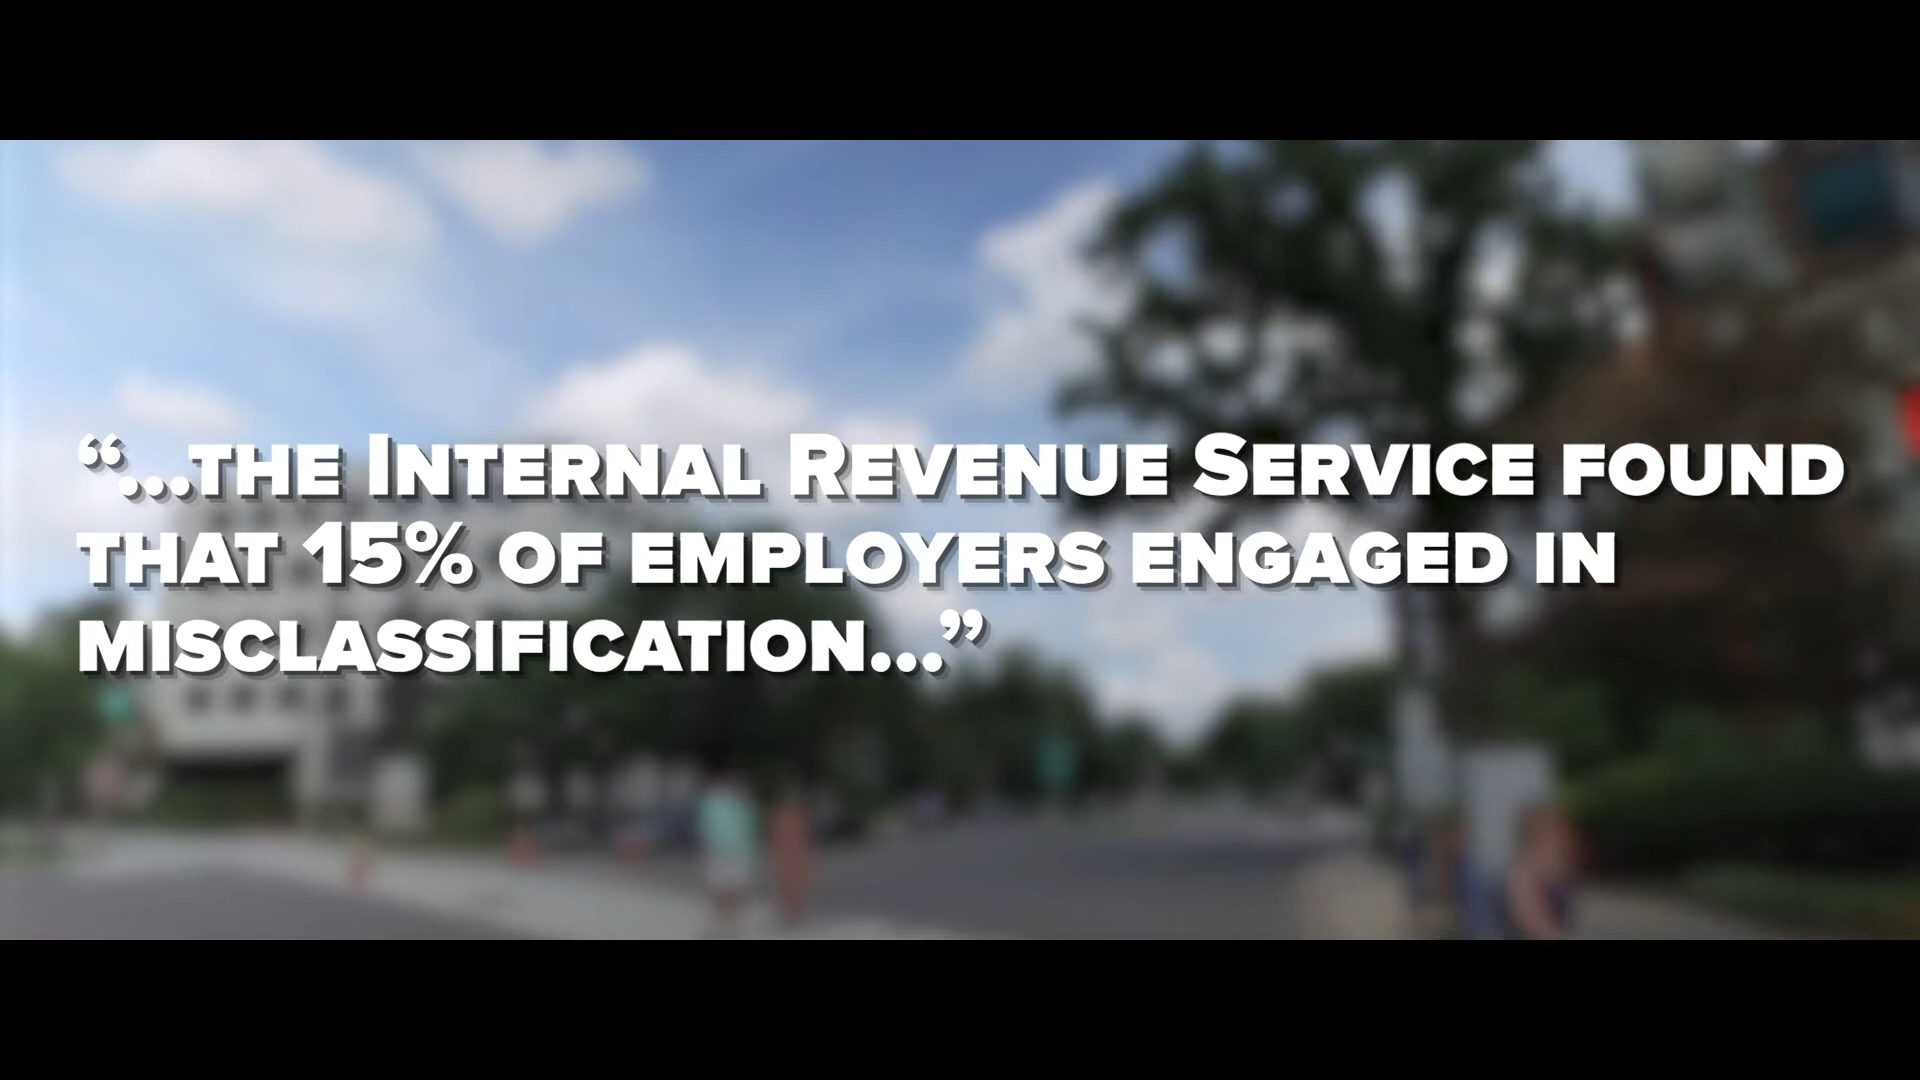 “...the Internal Revenue Service found
that 15% of employers engaged in
misclassification...”